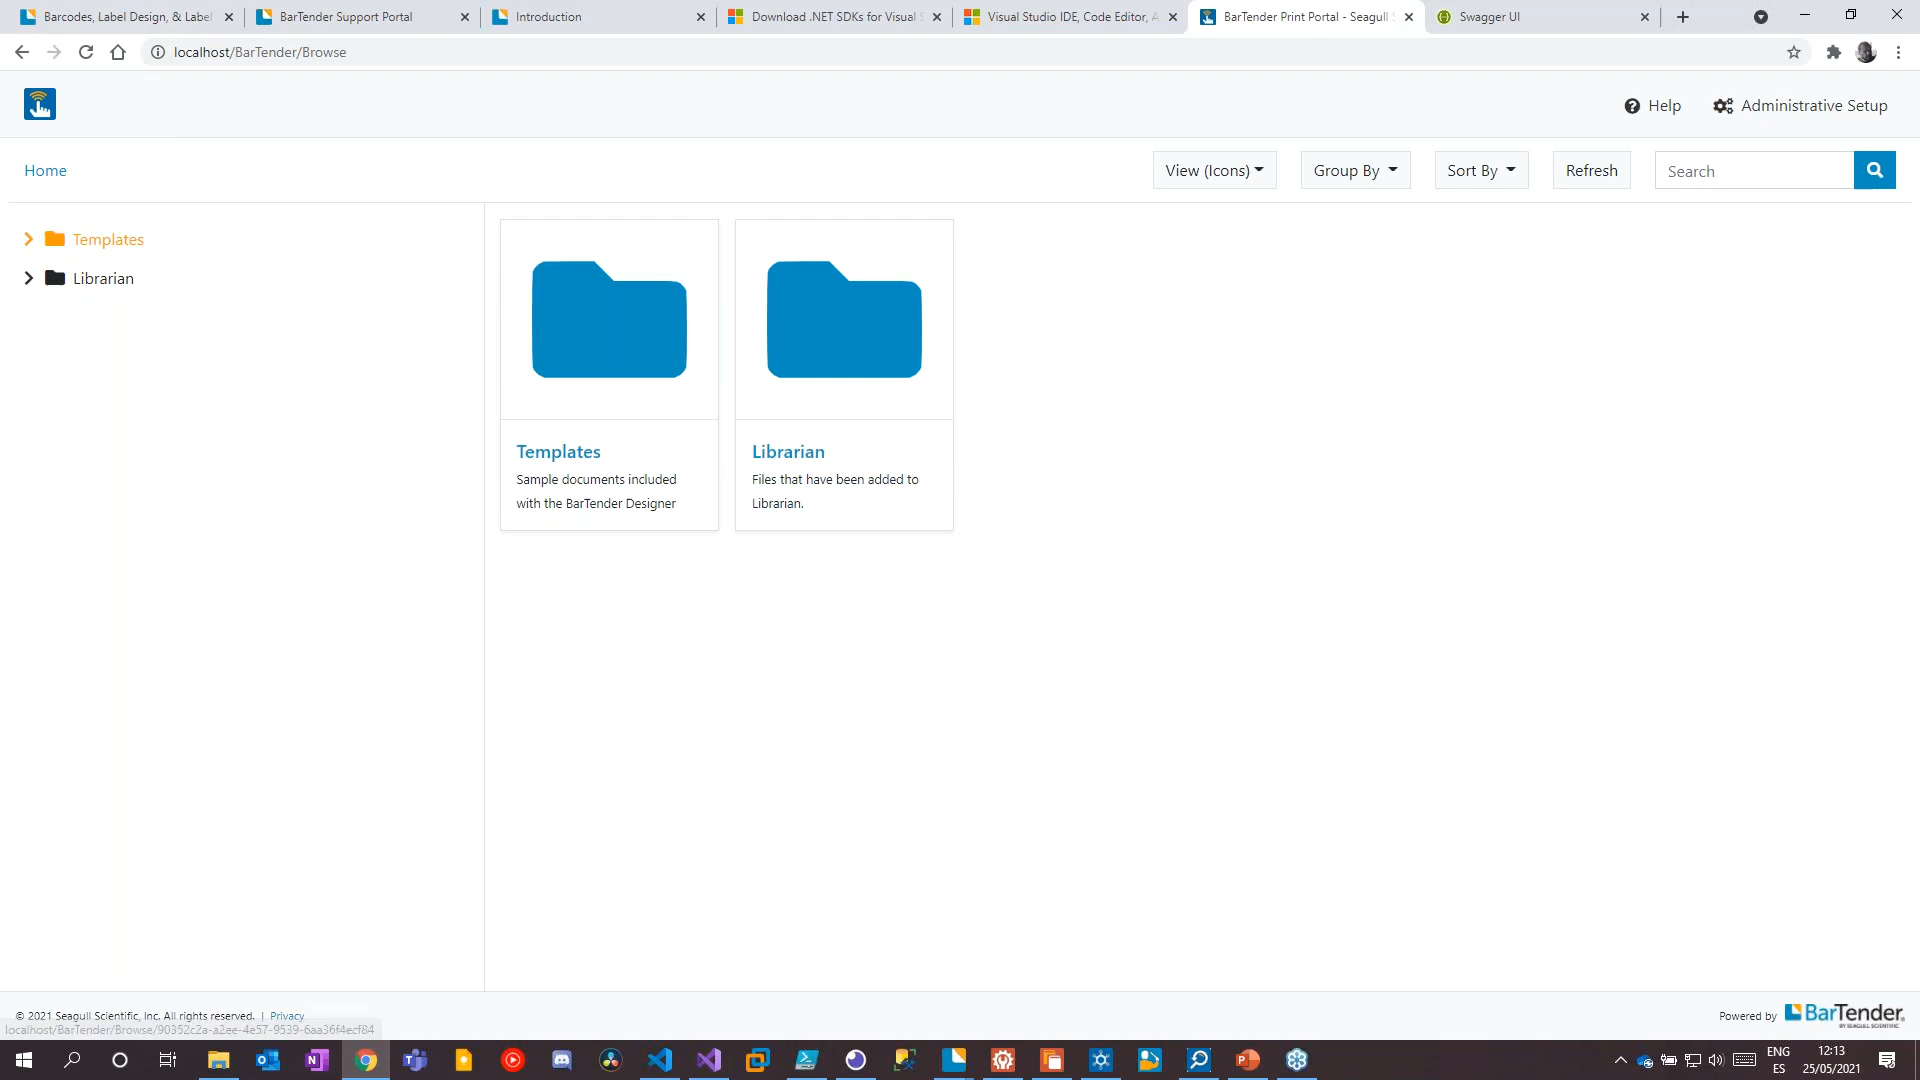 Barcodes, Label Design, & Label
BarTender Support Portal
Introduction
Download .NET SDKs for Visual S
Visual Studio IDE, Code Editor, A
BarTender Print Portal - Seagull S
Swagger UI
localhost/BarTender/Browse
Help
Administrative Setup
Home
View (Icons)
Group By
Sort By
Refresh
Search
Templates
Librarian
Templates
Sample documents included
with the BarTender Designer
Librarian
Files that have been added to
Librarian.
© 2021 Seagull Scientific, Inc. All rights reserved. | Privacy
localhost/BarTender/Browse/90352c2a-a2ee-4e57-9539-6aa36f4ecf84
Powered by
BarTender
BY SEAGULL SCIENTIFIC
ENG
ES
12:13
25/05/2021